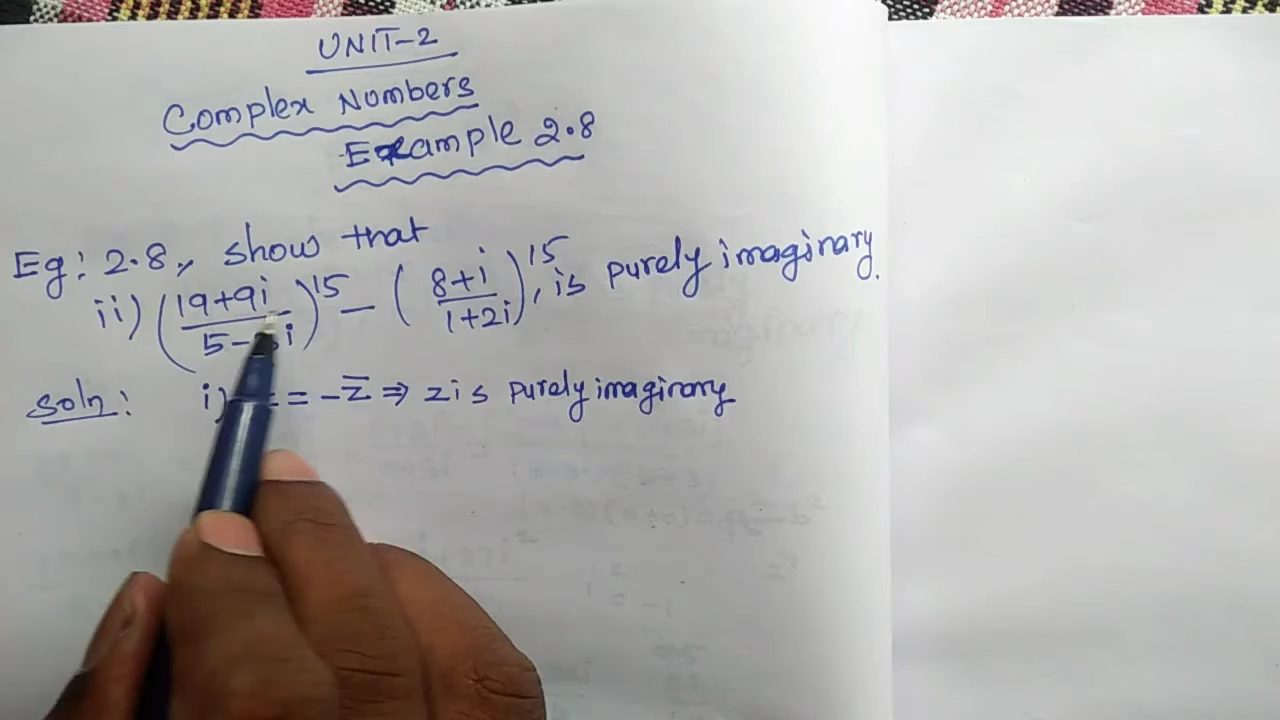 UNIT-2
Complex Numbers
Example 2.8
Eg: 2.8, show that
ii) (19+9i / 5- i)^15 - (8+i / 1+2i)^15, is purely imaginary.
Soln: i) = -z̅ ⇒ z is purely imaginary